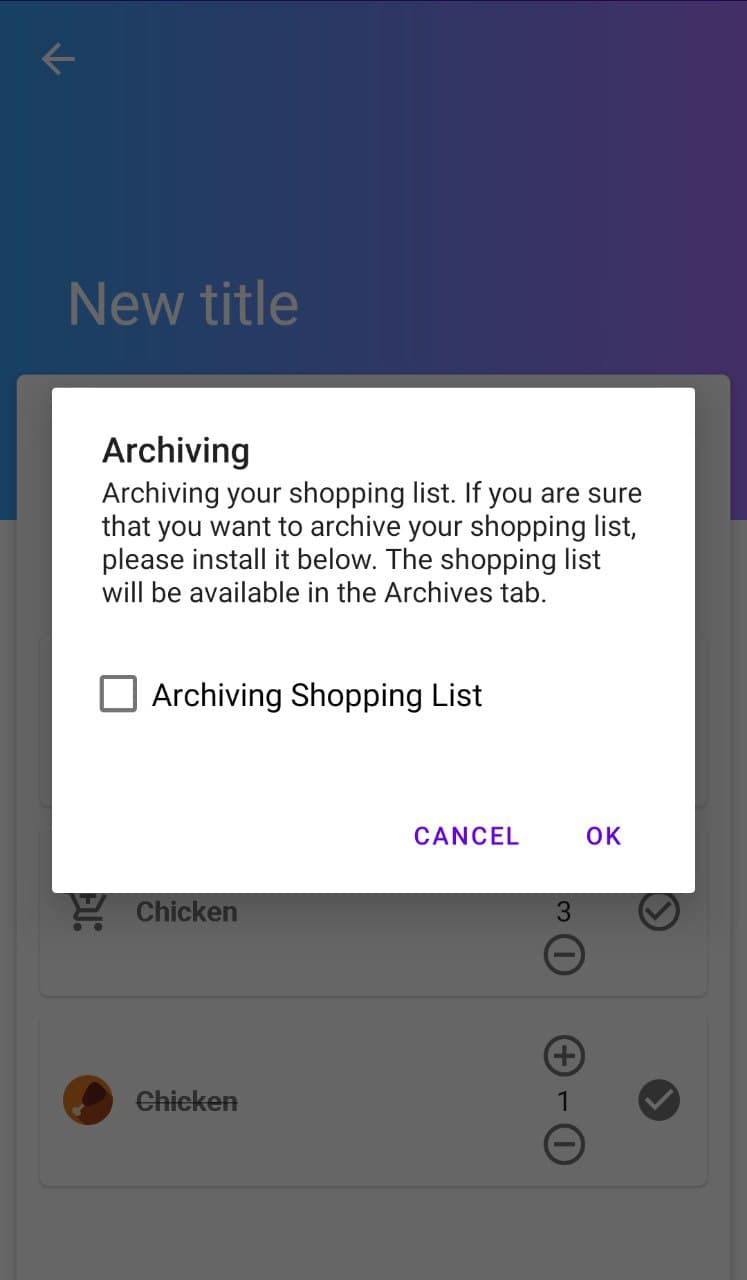 New title
Archiving
Archiving your shopping list. If you are sure
that you want to archive your shopping list,
please install it below. The shopping list
will be available in the Archives tab.
Archiving Shopping List
CANCEL OK
Chicken 3
Chicken 1